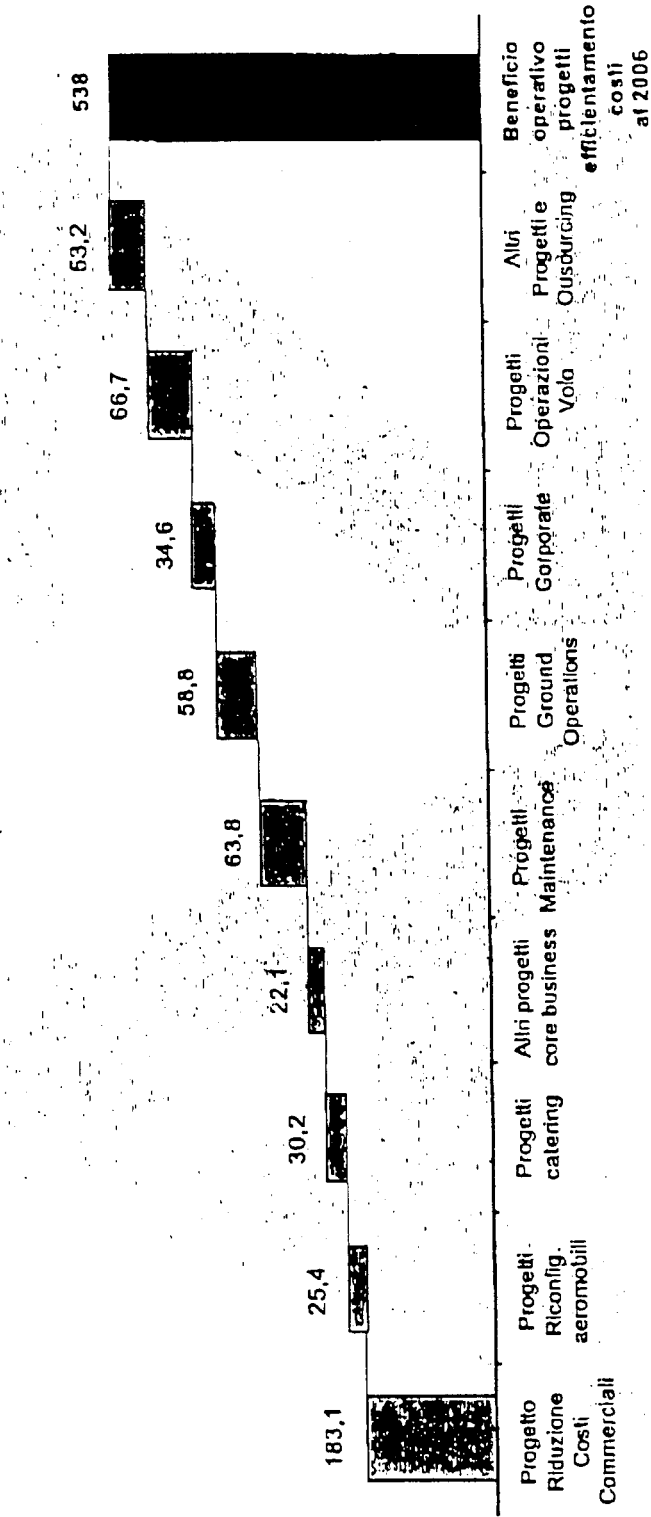 183,1
25,4
30,2
22,1
63,8
58,8
34,6
66,7
63,2
538
Progetto
Riduzione
Costi
Commerciali
Progetti
Riconfig.
aeromobili
Progetti
catering
Altri progetti
core business
Progetti
Maintenance
Progetti
Ground
Operations
Progetti
Corporate
Progetti
Operazioni
Volo
Altri
Progetti e
Ousourcing
Beneficio
operativo
progetti
efficientamento
costi
al 2006